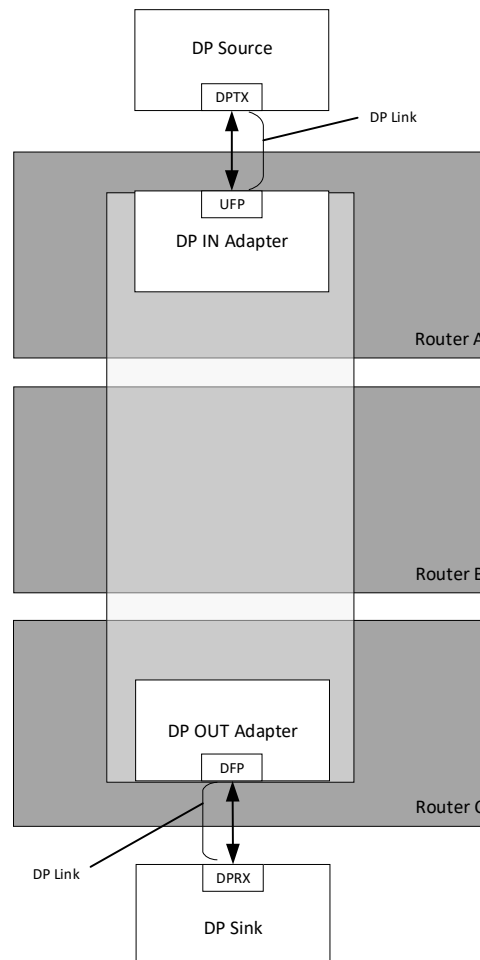 DP Source
DPTX
DP Link
UFP
DP IN Adapter
Router A
Router B
Router C
DP OUT Adapter
DFP
DP Link
DPRX
DP Sink